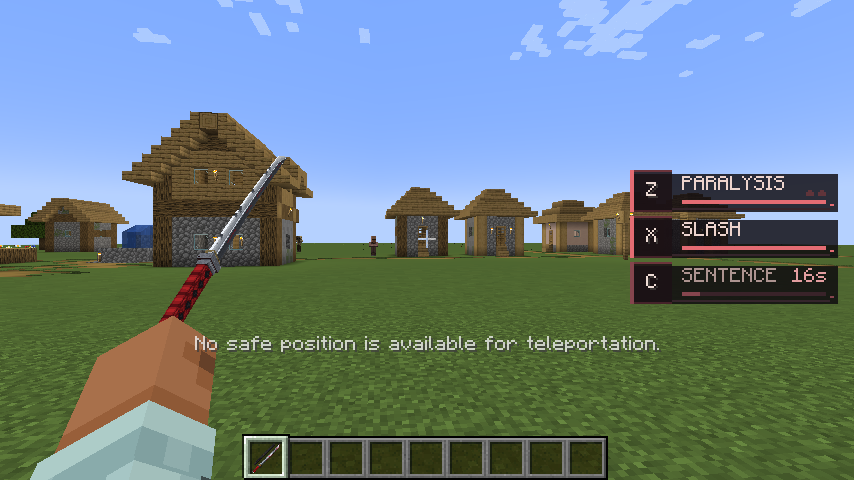 Z PARALYSIS
X SLASH
C SENTENCE 16s
No safe position is available for teleportation.